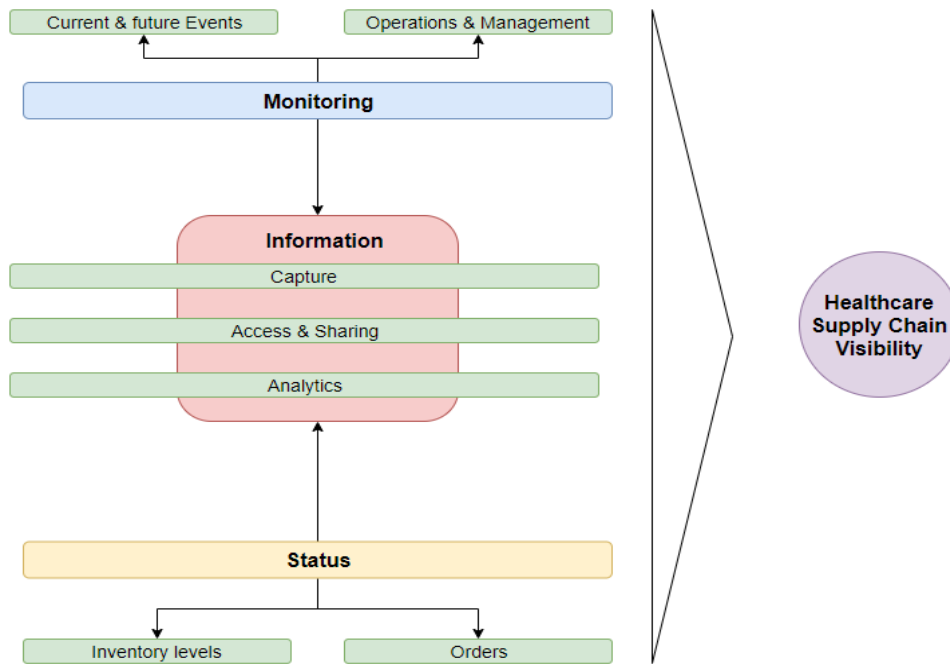 Current & future Events
Operations & Management
Monitoring
Information
Capture
Access & Sharing
Analytics
Status
Inventory levels
Orders
Healthcare
Supply Chain
Visibility